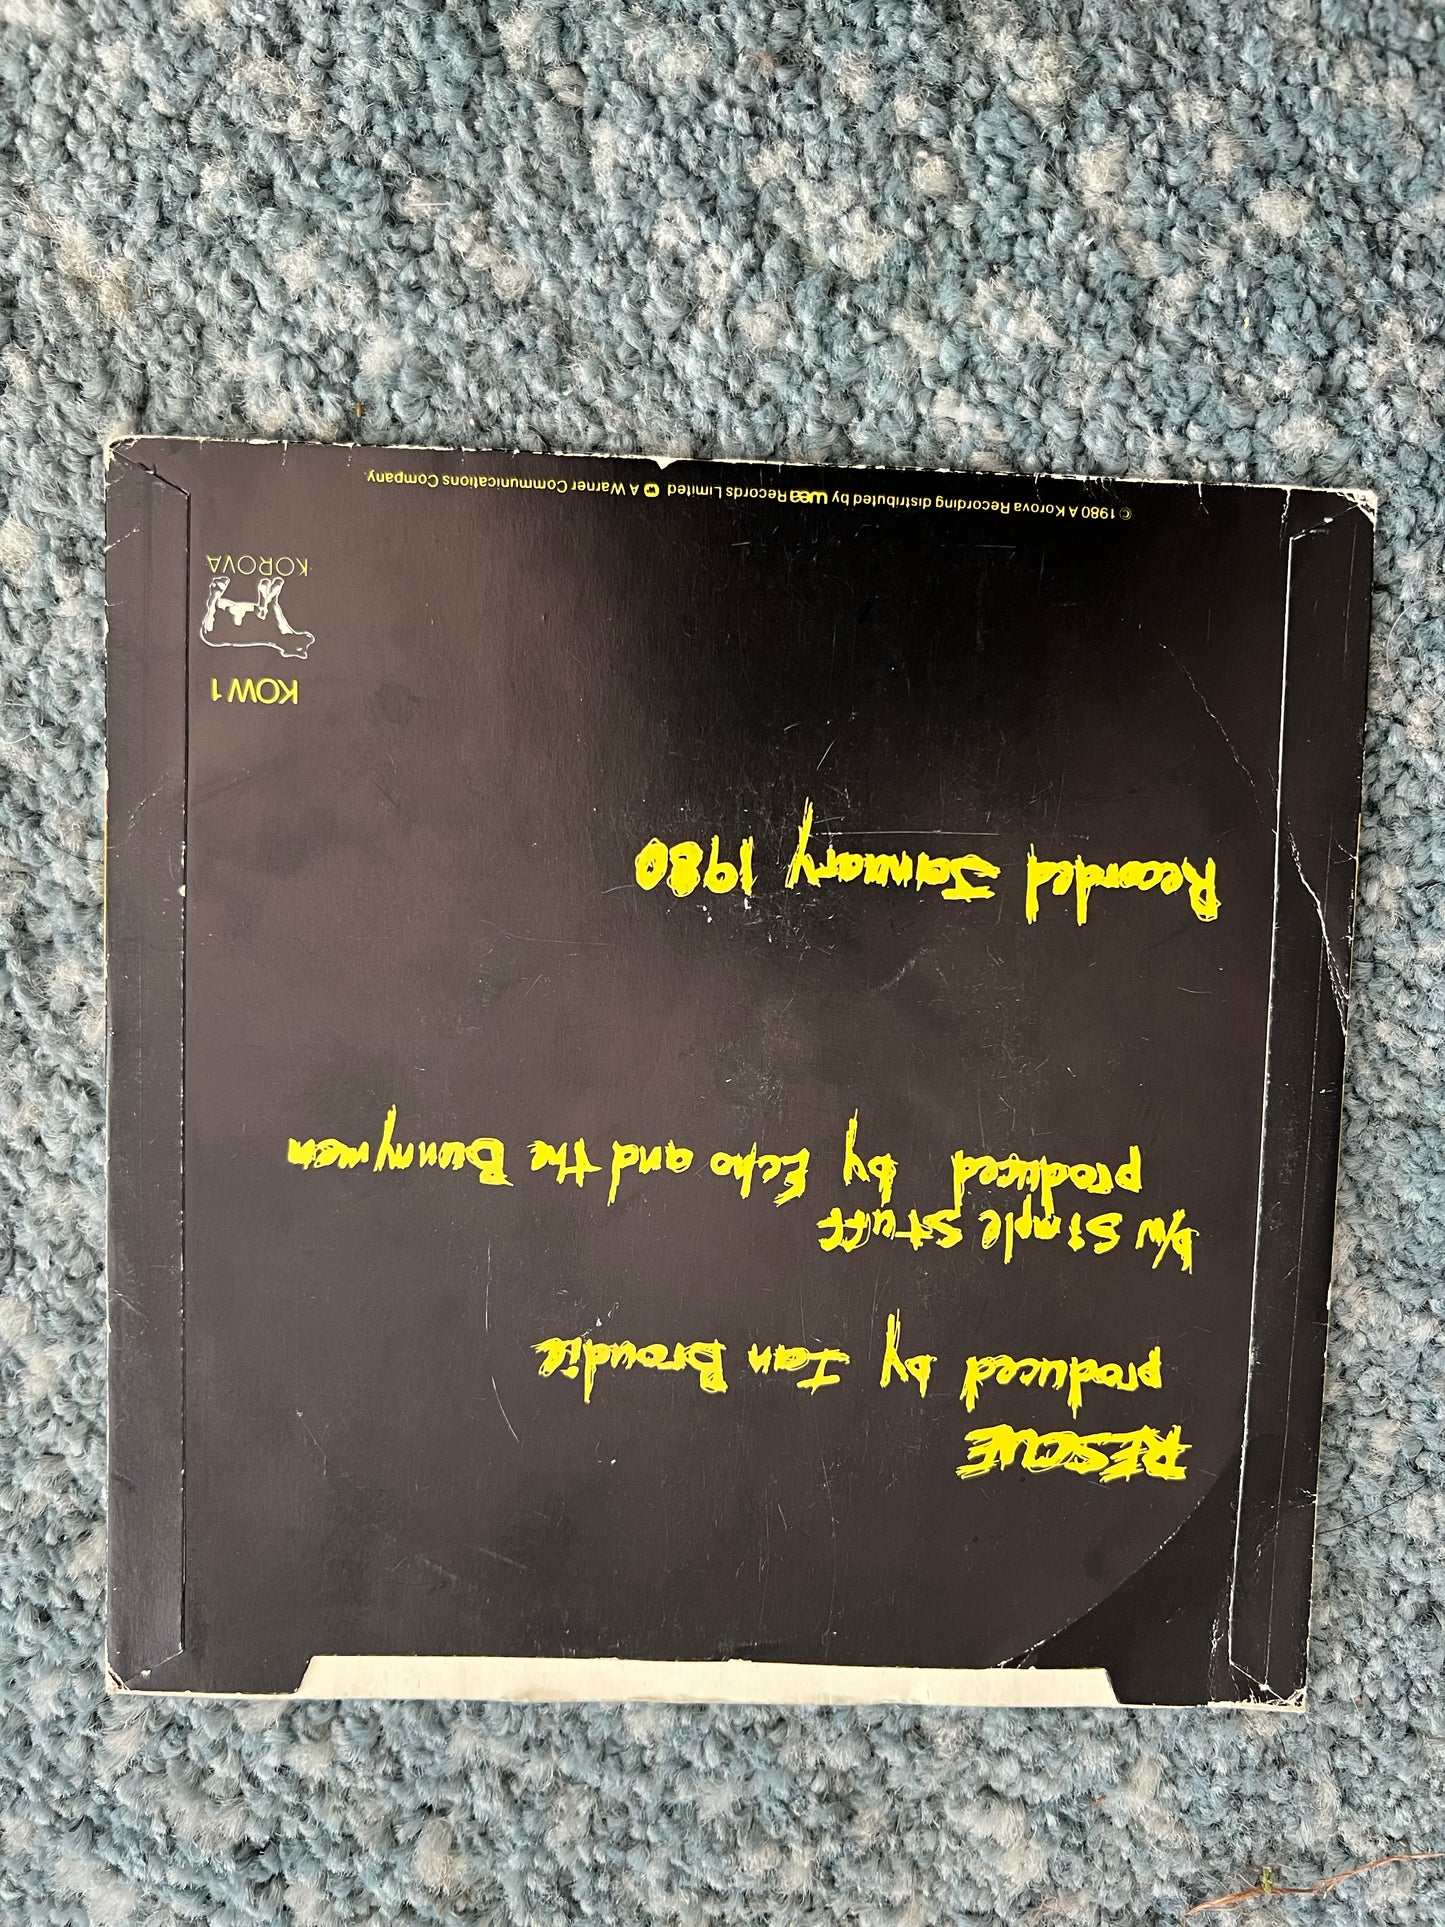 RESCUE
produced by Ian Broudie
b/w Simple Stuff
produced by Echo and the Bunnymen
Recorded January 1980
KOW 1
KOROVA
© 1980 A Korova Recording distributed by wea Records Limited. A Warner Communications Company.